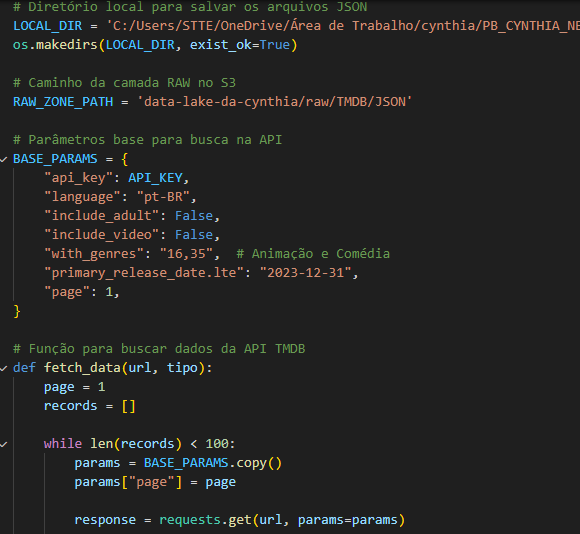 # Diretório local para salvar os arquivos JSON
LOCAL_DIR = 'C:/Users/STTE/OneDrive/Área de Trabalho/cynthia/PB_CYNTHIA_NE
os.makedirs(LOCAL_DIR, exist_ok=True)
# Caminho da camada RAW no S3
RAW_ZONE_PATH = 'data-lake-da-cynthia/raw/TMDB/JSON'
# Parâmetros base para busca na API
BASE_PARAMS = {
    "api_key": API_KEY,
    "language": "pt-BR",
    "include_adult": False,
    "include_video": False,
    "with_genres": "16,35",  # Animação e Comédia
    "primary_release_date.lte": "2023-12-31",
    "page": 1,
}
# Função para buscar dados da API TMDB
def fetch_data(url, tipo):
    page = 1
    records = []
    while len(records) < 100:
        params = BASE_PARAMS.copy()
        params["page"] = page
        response = requests.get(url, params=params)